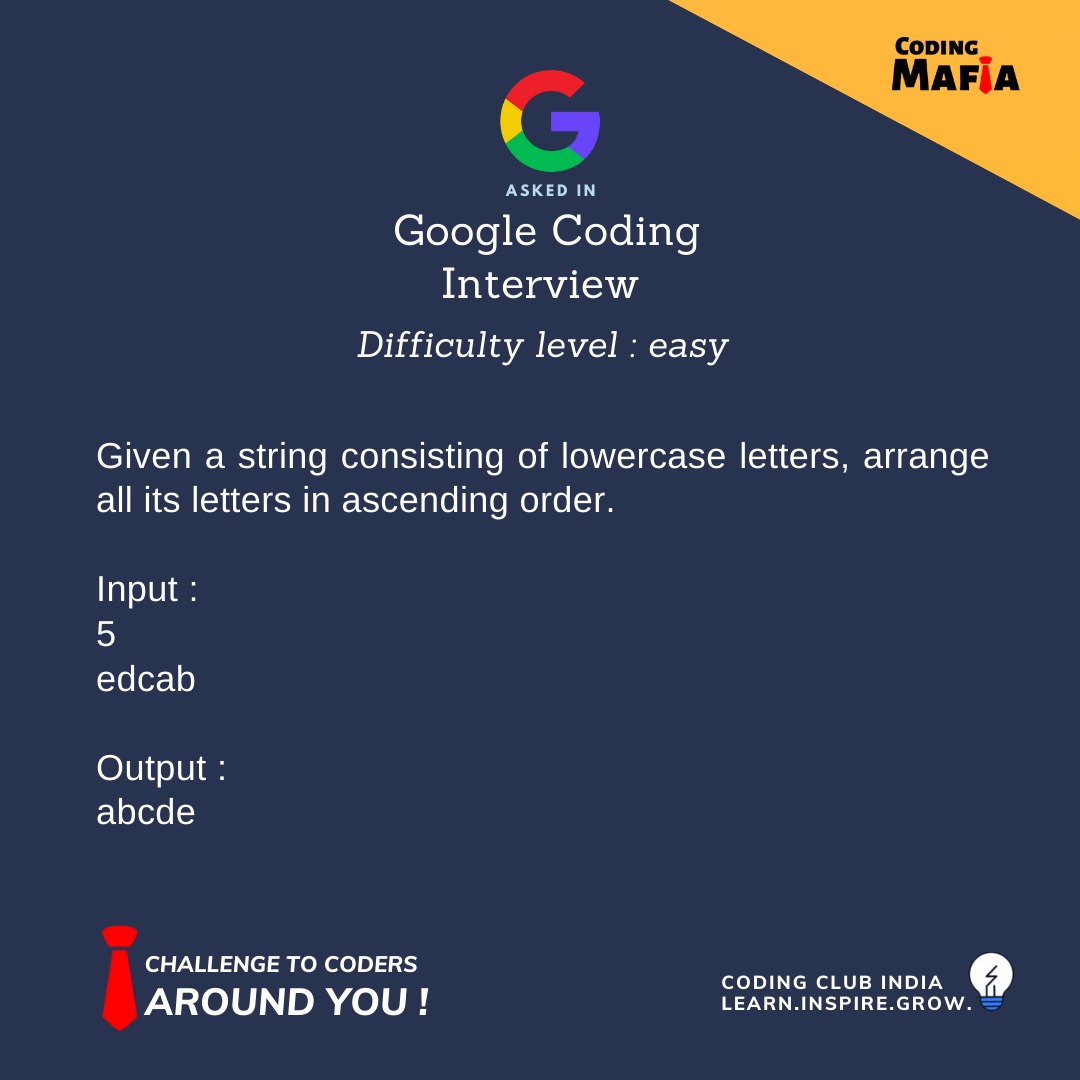 CODING
MAFIA
ASKED IN
Google Coding
Interview
Difficulty level : easy
Given a string consisting of lowercase letters, arrange
all its letters in ascending order.
Input :
5
edcab
Output :
abcde
CHALLENGE TO CODERS
AROUND YOU !
CODING CLUB INDIA
LEARN.INSPIRE.GROW.